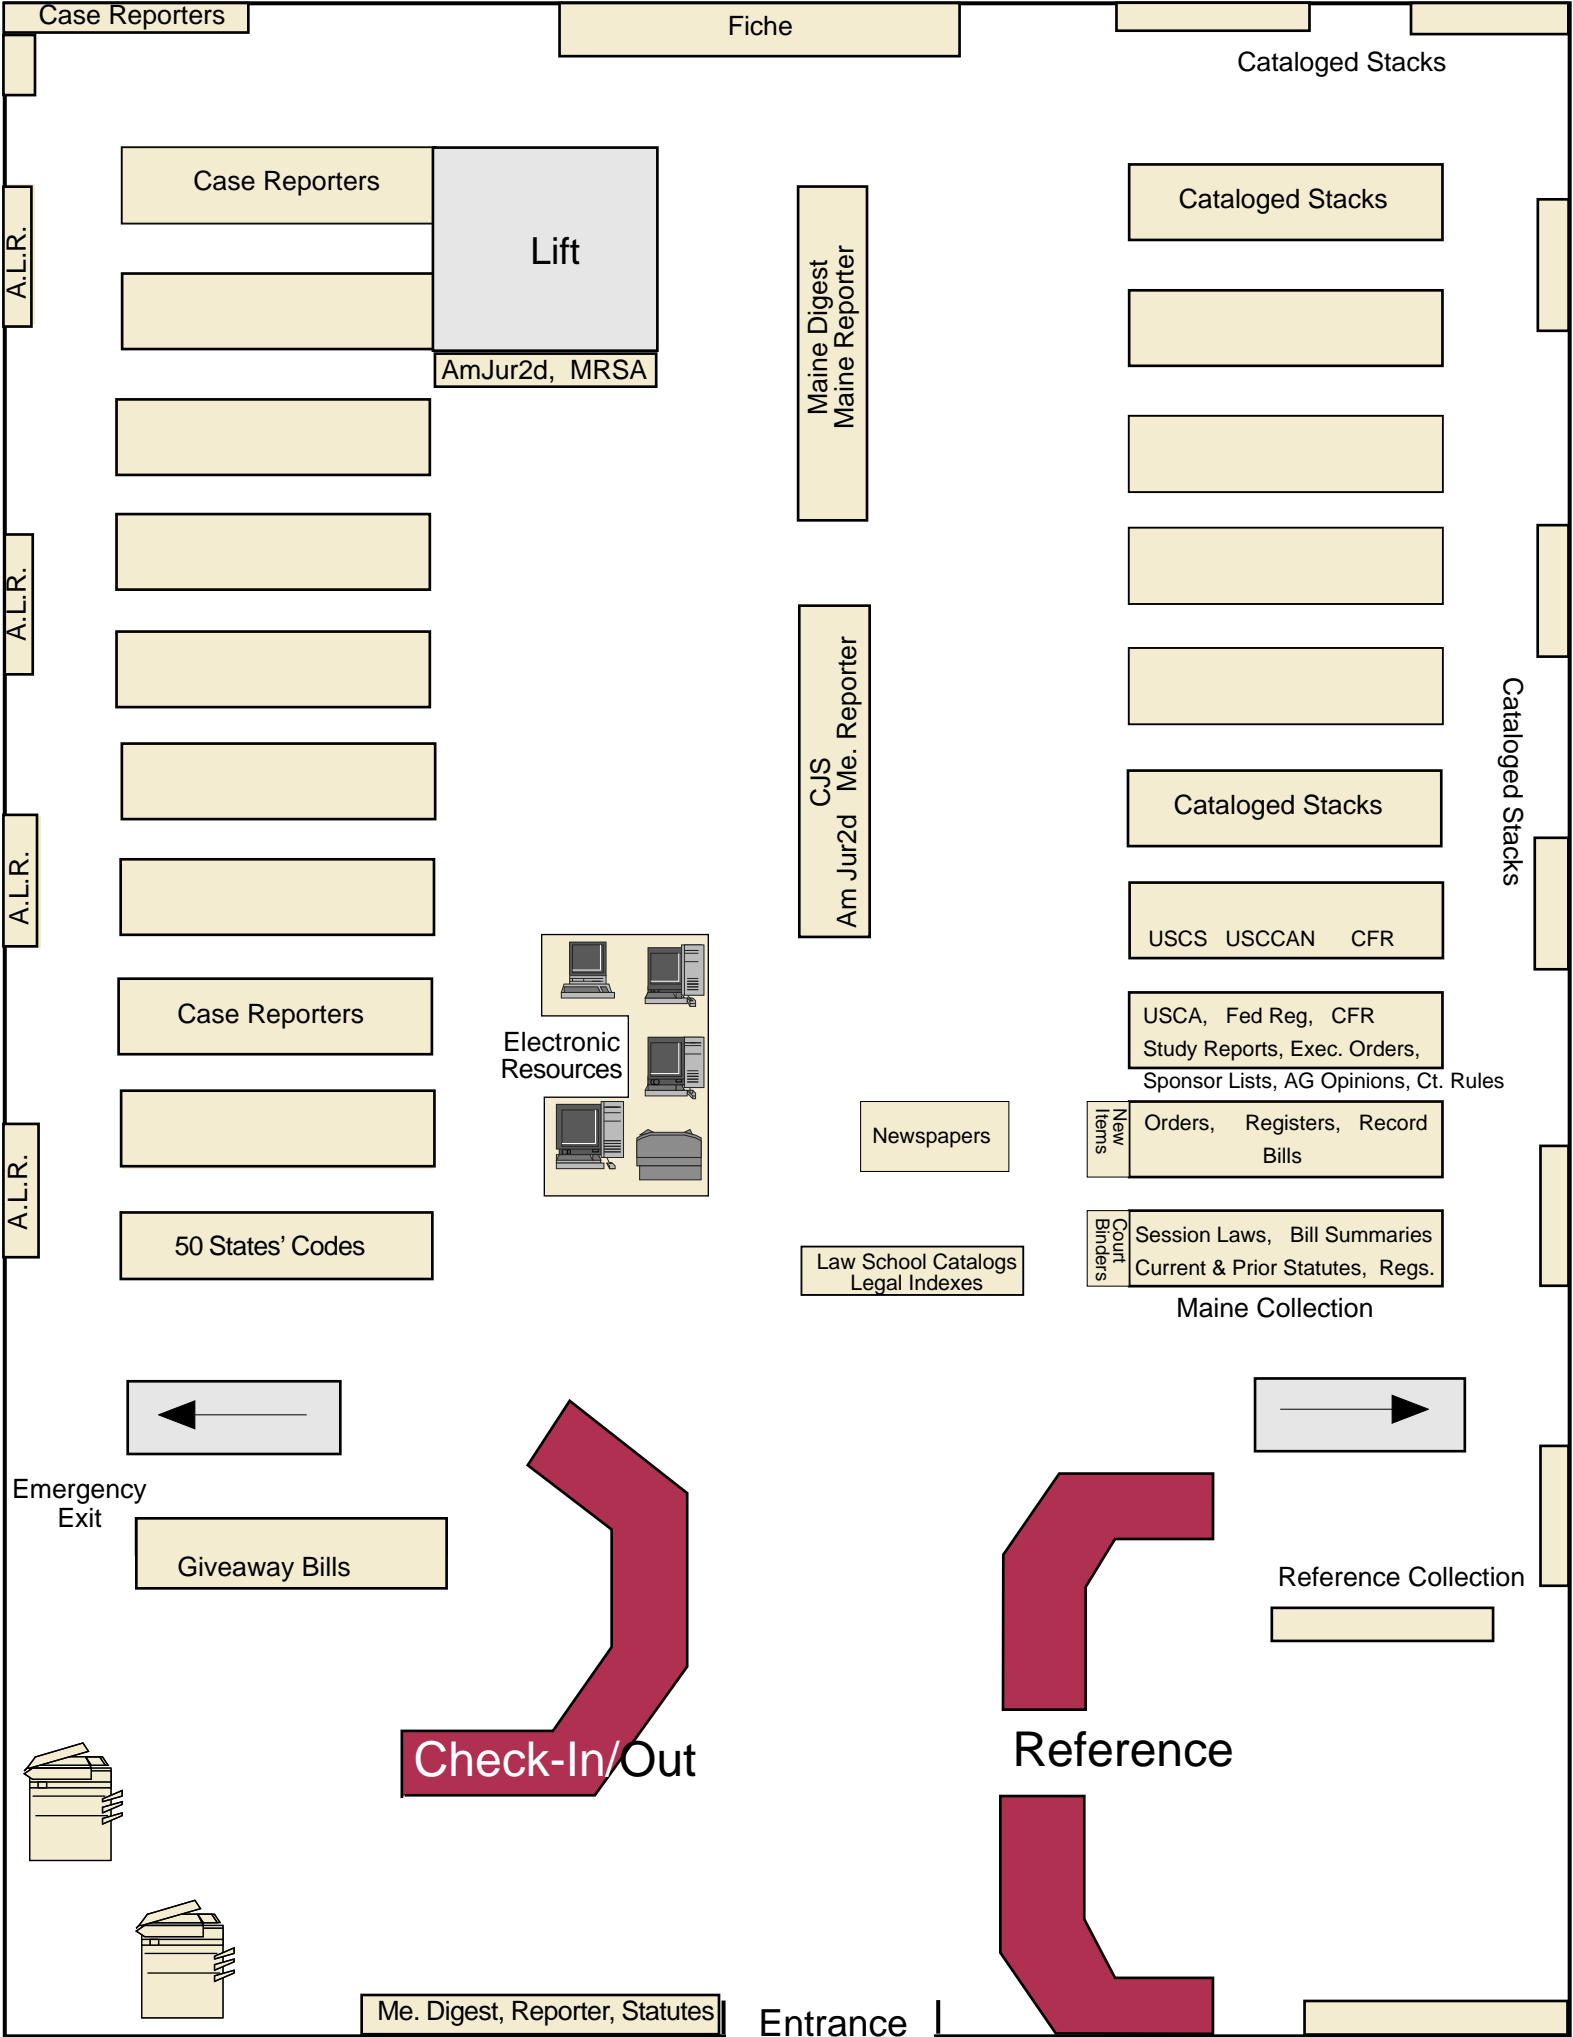 Case Reporters
Fiche
Cataloged Stacks
Case Reporters
Lift
Cataloged Stacks
A.L.R.
Maine Digest
Maine Reporter
AmJur2d, MRSA
A.L.R.
CJS
Am Jur2d Me. Reporter
Cataloged Stacks
Cataloged Stacks
A.L.R.
USCS USCCAN CFR
Case Reporters
Electronic
Resources
USCA, Fed Reg, CFR
Study Reports, Exec. Orders,
Sponsor Lists, AG Opinions, Ct. Rules
A.L.R.
Newspapers
New
Items
Orders, Registers, Record
Bills
50 States' Codes
Law School Catalogs
Legal Indexes
Court
Binders
Session Laws, Bill Summaries
Current & Prior Statutes, Regs.
Maine Collection
Emergency
Exit
Giveaway Bills
Reference Collection
Check-In/Out
Reference
Me. Digest, Reporter, Statutes
Entrance